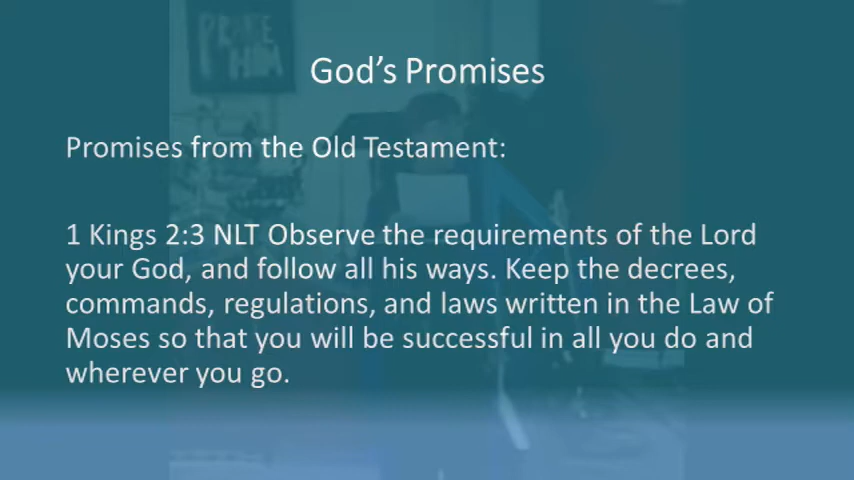 PRAISE
HIM
God's Promises
Promises from the Old Testament:
1 Kings 2:3 NLT Observe the requirements of the Lord
your God, and follow all his ways. Keep the decrees,
commands, regulations, and laws written in the Law of
Moses so that you will be successful in all you do and
wherever you go.